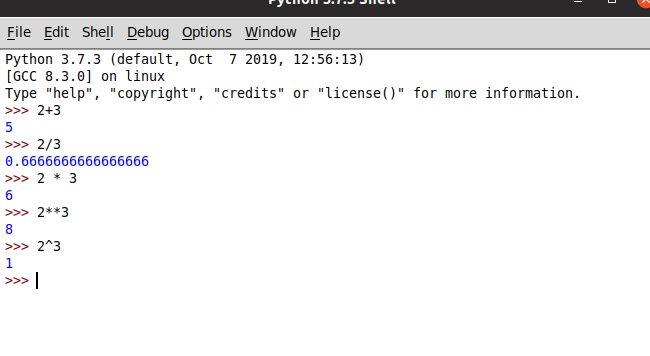 Python 3.7.3 Shell
File Edit Shell Debug Options Window Help
Python 3.7.3 (default, Oct  7 2019, 12:56:13)
[GCC 8.3.0] on linux
Type "help", "copyright", "credits" or "license()" for more information.
>>> 2+3
5
>>> 2/3
0.6666666666666666
>>> 2 * 3
6
>>> 2**3
8
>>> 2^3
1
>>>